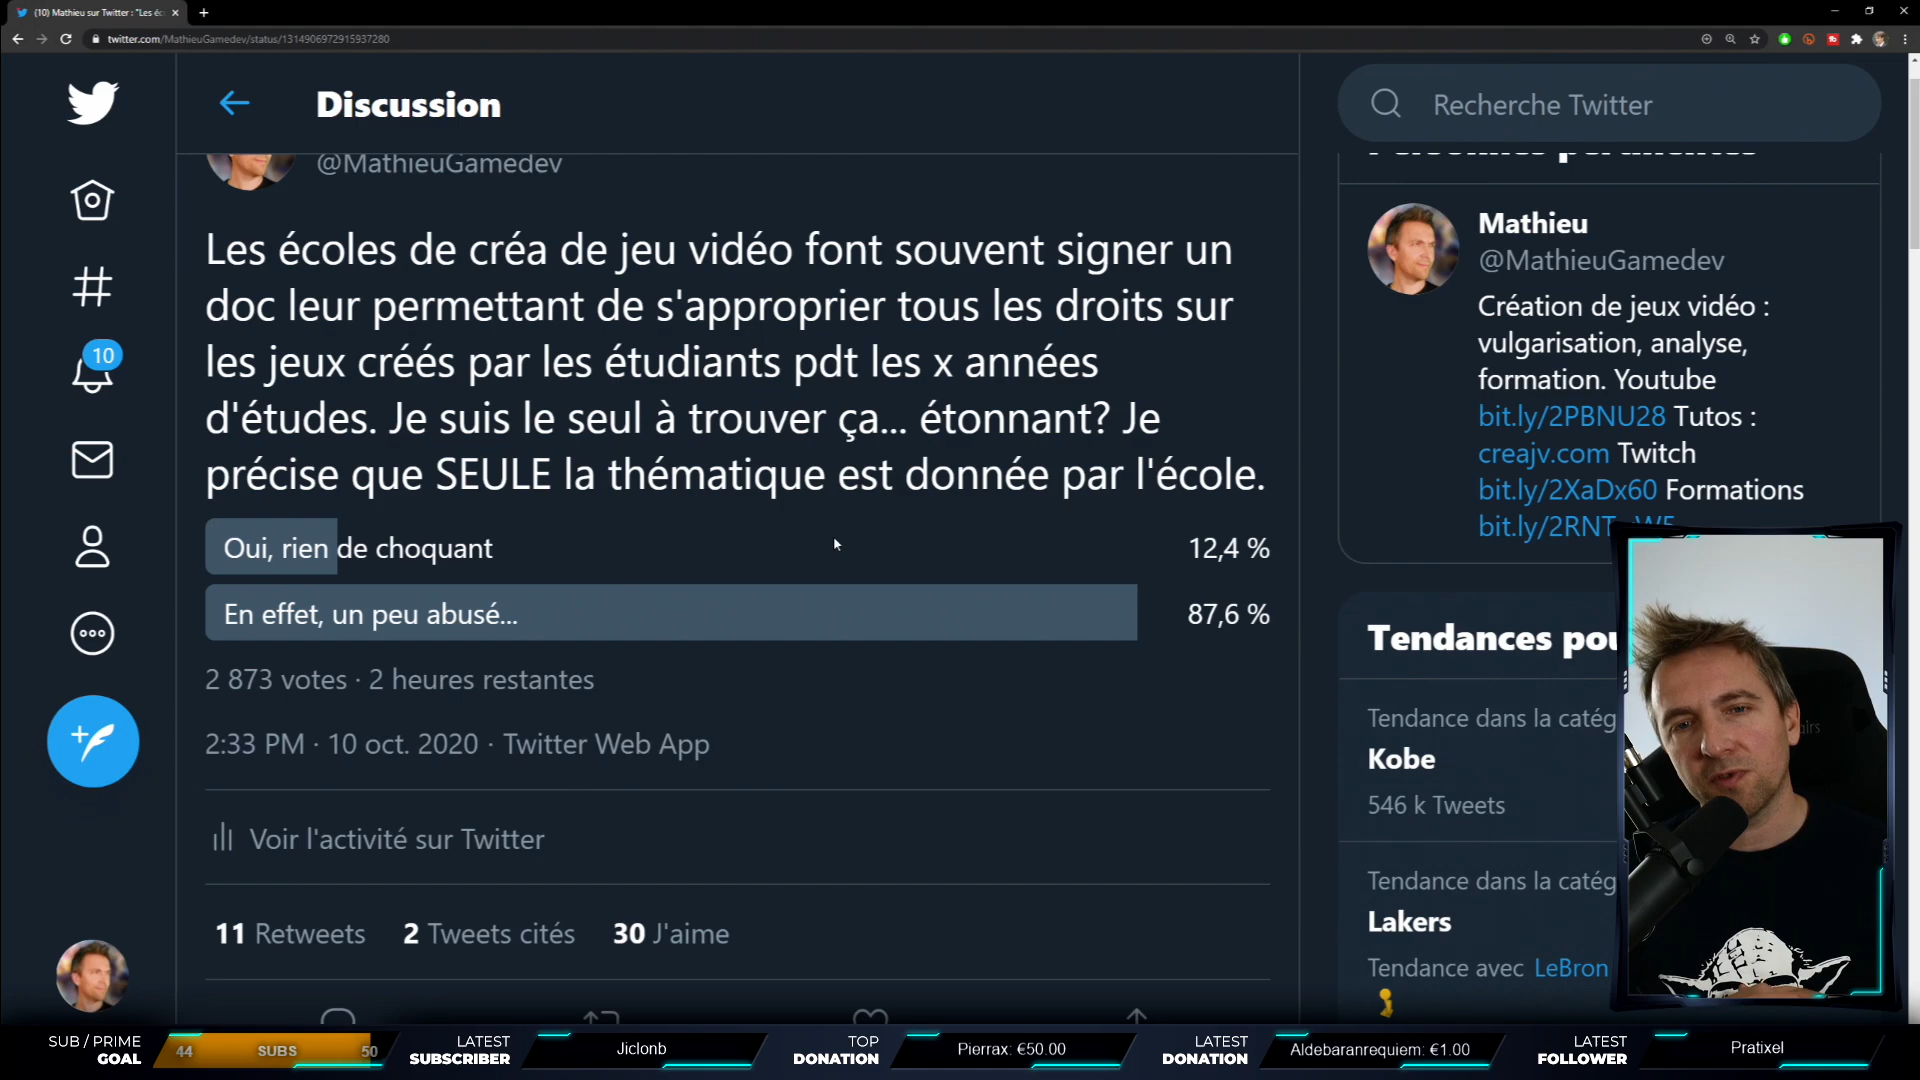 (10) Mathieu sur Twitter : "Les éc
twitter.com/MathieuGamedev/status/1314906972915937280
Discussion
@MathieuGamedev
Les écoles de créa de jeu vidéo font souvent signer un
doc leur permettant de s'approprier tous les droits sur
les jeux créés par les étudiants pdt les x années
d'études. Je suis le seul à trouver ça... étonnant? Je
précise que SEULE la thématique est donnée par l'école.
Oui, rien de choquant 12,4 %
En effet, un peu abusé... 87,6 %
2 873 votes · 2 heures restantes
2:33 PM · 10 oct. 2020 · Twitter Web App
Voir l'activité sur Twitter
11 Retweets 2 Tweets cités 30 J'aime
10
Recherche Twitter
Personnes pertinentes
Mathieu
@MathieuGamedev
Création de jeux vidéo :
vulgarisation, analyse,
formation. Youtube
bit.ly/2PBNU28 Tutos :
creajv.com Twitch
bit.ly/2XaDx60 Formations
Tendances pou
Tendance dans la catég
Kobe
546 k Tweets
Tendance dans la catég
Lakers
Tendance avec LeBron
SUB / PRIME
GOAL
44 SUBS 50
LATEST
SUBSCRIBER
Jiclonb
TOP
DONATION
Pierrax: €50.00
LATEST
DONATION
Aldebaranrequiem: €1.00
LATEST
FOLLOWER
Pratixel